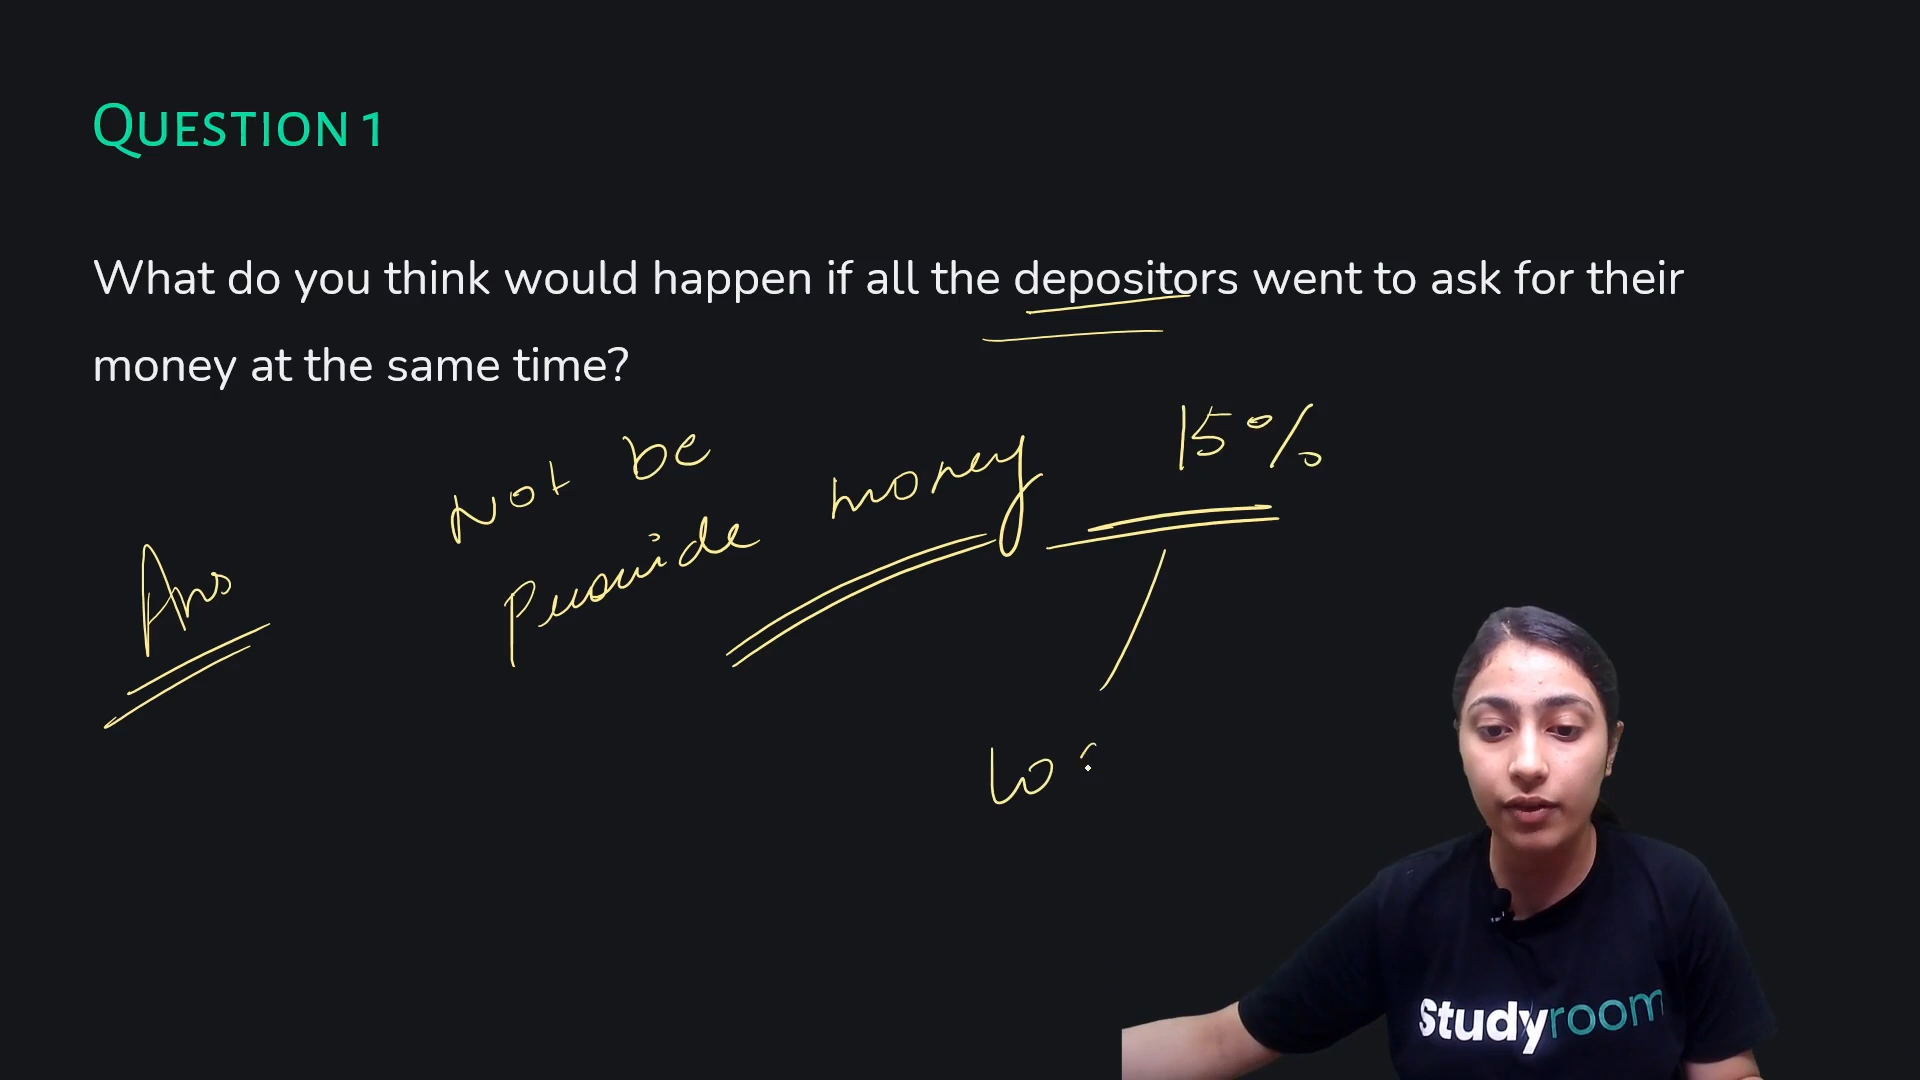 QUESTION 1
What do you think would happen if all the depositors went to ask for their
money at the same time?
15%
Not be
Provide money
Ans
Studyroom